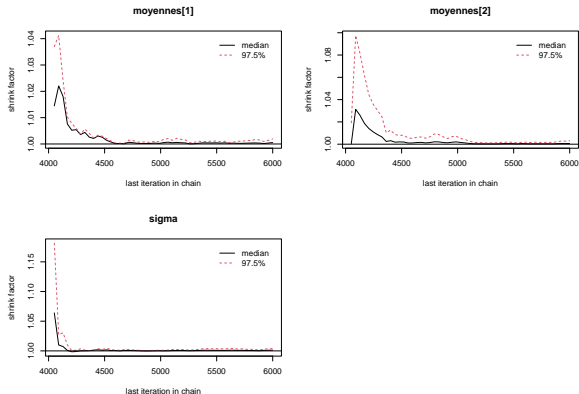 moyennes[1]
shrink factor
1.00 1.01 1.02 1.03 1.04
median
97.5%
4000 4500 5000 5500 6000
last iteration in chain
moyennes[2]
shrink factor
1.00 1.04 1.08
median
97.5%
4000 4500 5000 5500 6000
last iteration in chain
sigma
shrink factor
1.00 1.05 1.10 1.15
median
97.5%
4000 4500 5000 5500 6000
last iteration in chain